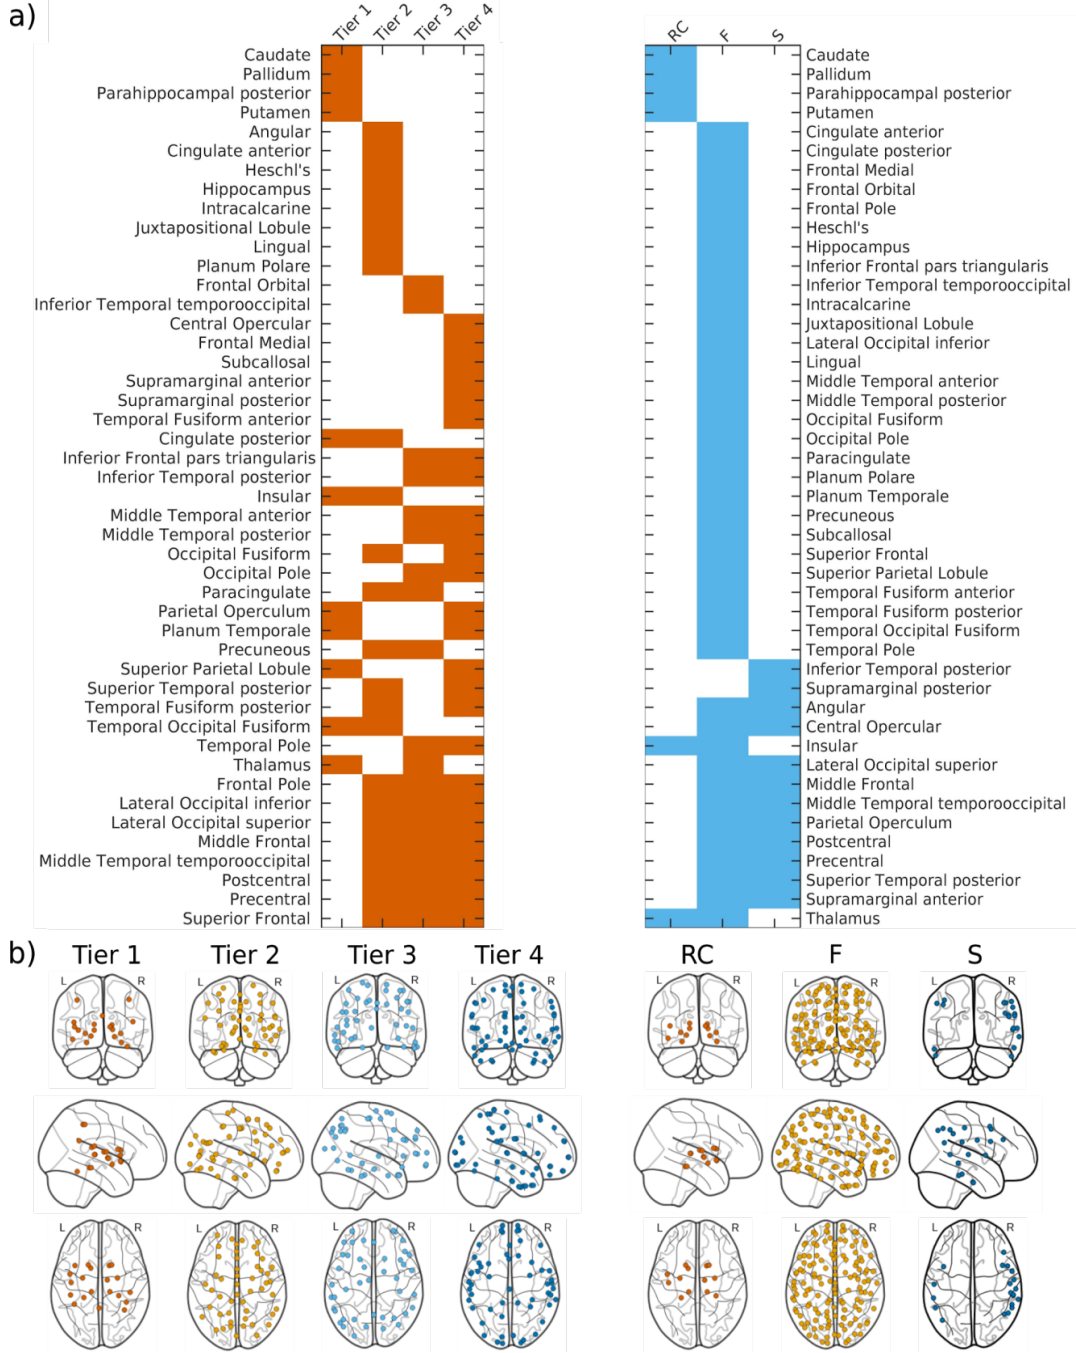 a)
Tier 1
Tier 2
Tier 3
Tier 4
Caudate
Pallidum
Parahippocampal posterior
Putamen
Angular
Cingulate anterior
Heschl's
Hippocampus
Intracalcarine
Juxtapositional Lobule
Lingual
Planum Polare
Frontal Orbital
Inferior Temporal temporooccipital
Central Opercular
Frontal Medial
Subcallosal
Supramarginal anterior
Supramarginal posterior
Temporal Fusiform anterior
Cingulate posterior
Inferior Frontal pars triangularis
Inferior Temporal posterior
Insular
Middle Temporal anterior
Middle Temporal posterior
Occipital Fusiform
Occipital Pole
Paracingulate
Parietal Operculum
Planum Temporale
Precuneous
Superior Parietal Lobule
Superior Temporal posterior
Temporal Fusiform posterior
Temporal Occipital Fusiform
Temporal Pole
Thalamus
Frontal Pole
Lateral Occipital inferior
Lateral Occipital superior
Middle Frontal
Middle Temporal temporooccipital
Postcentral
Precentral
Superior Frontal
RC
F
S
Caudate
Pallidum
Parahippocampal posterior
Putamen
Cingulate anterior
Cingulate posterior
Frontal Medial
Frontal Orbital
Frontal Pole
Heschl's
Hippocampus
Inferior Frontal pars triangularis
Inferior Temporal temporooccipital
Intracalcarine
Juxtapositional Lobule
Lateral Occipital inferior
Lingual
Middle Temporal anterior
Middle Temporal posterior
Occipital Fusiform
Occipital Pole
Paracingulate
Planum Polare
Planum Temporale
Precuneous
Subcallosal
Superior Frontal
Superior Parietal Lobule
Temporal Fusiform anterior
Temporal Fusiform posterior
Temporal Occipital Fusiform
Temporal Pole
Inferior Temporal posterior
Supramarginal posterior
Angular
Central Opercular
Insular
Lateral Occipital superior
Middle Frontal
Middle Temporal temporooccipital
Parietal Operculum
Postcentral
Precentral
Superior Temporal posterior
Supramarginal anterior
Thalamus
b)
Tier 1 Tier 2 Tier 3 Tier 4 RC F S
L R L R L R L R L R L R L R
L R L R L R L R L R L R L R